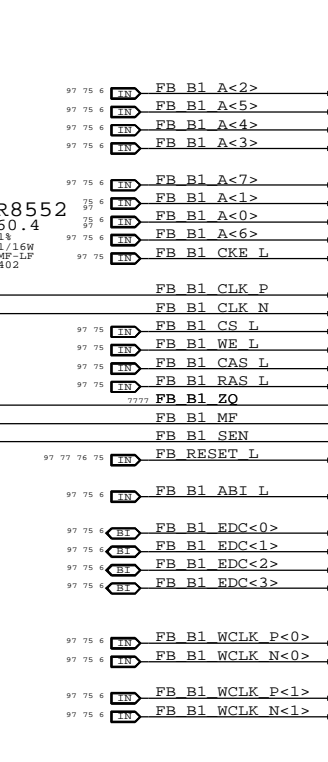 97 75 6 IN FB_B1_A<2>
97 75 6 IN FB_B1_A<5>
97 75 6 IN FB_B1_A<4>
97 75 6 IN FB_B1_A<3>
97 75 6 IN FB_B1_A<7>
R8552 75 6 97 IN FB_B1_A<1>
60.4 75 6 97 IN FB_B1_A<0>
1% 97 75 6 IN FB_B1_A<6>
1/16W
MF-LF 97 75 IN FB_B1_CKE_L
402
FB_B1_CLK_P
FB_B1_CLK_N
97 75 IN FB_B1_CS_L
97 75 IN FB_B1_WE_L
97 75 IN FB_B1_CAS_L
97 75 IN FB_B1_RAS_L
7777 FB_B1_ZQ
FB_B1_MF
FB_B1_SEN
97 77 76 75 IN FB_RESET_L
97 75 6 IN FB_B1_ABI_L
97 75 6 BI FB_B1_EDC<0>
97 75 6 BI FB_B1_EDC<1>
97 75 6 BI FB_B1_EDC<2>
97 75 6 BI FB_B1_EDC<3>
97 75 6 IN FB_B1_WCLK_P<0>
97 75 6 IN FB_B1_WCLK_N<0>
97 75 6 IN FB_B1_WCLK_P<1>
97 75 6 IN FB_B1_WCLK_N<1>